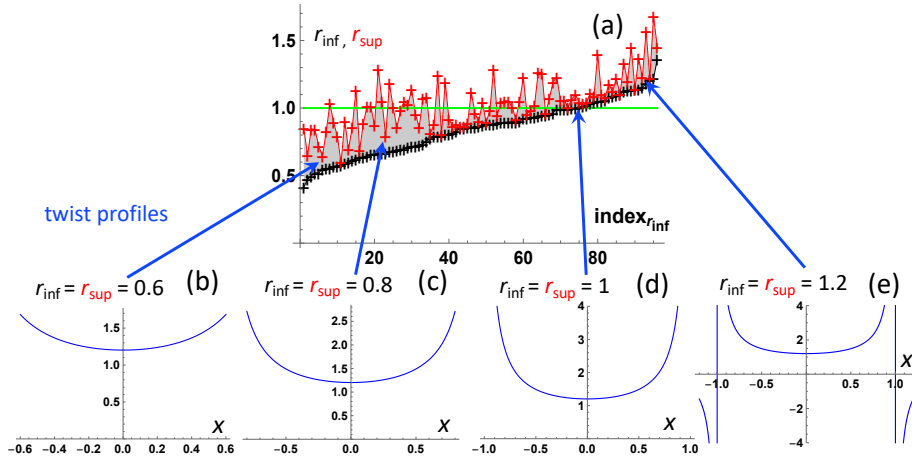 (a)
r_inf , r_sup
1.5
1.0
0.5
20 40 60 80
index_r_inf
twist profiles
(b) (c) (d) (e)
r_inf = r_sup = 0.6
r_inf = r_sup = 0.8
r_inf = r_sup = 1
r_inf = r_sup = 1.2
1.5
1.0
0.5
x
-0.6 -0.4 -0.2 0.0 0.2 0.4 0.6
2.5
2.0
1.5
1.0
0.5
x
-0.5 0.0 0.5
4
3
2
1
x
-1.0 -0.5 0.0 0.5 1.0
4
2
x
-1.0 -0.5 0.5 1.0
-2
-4